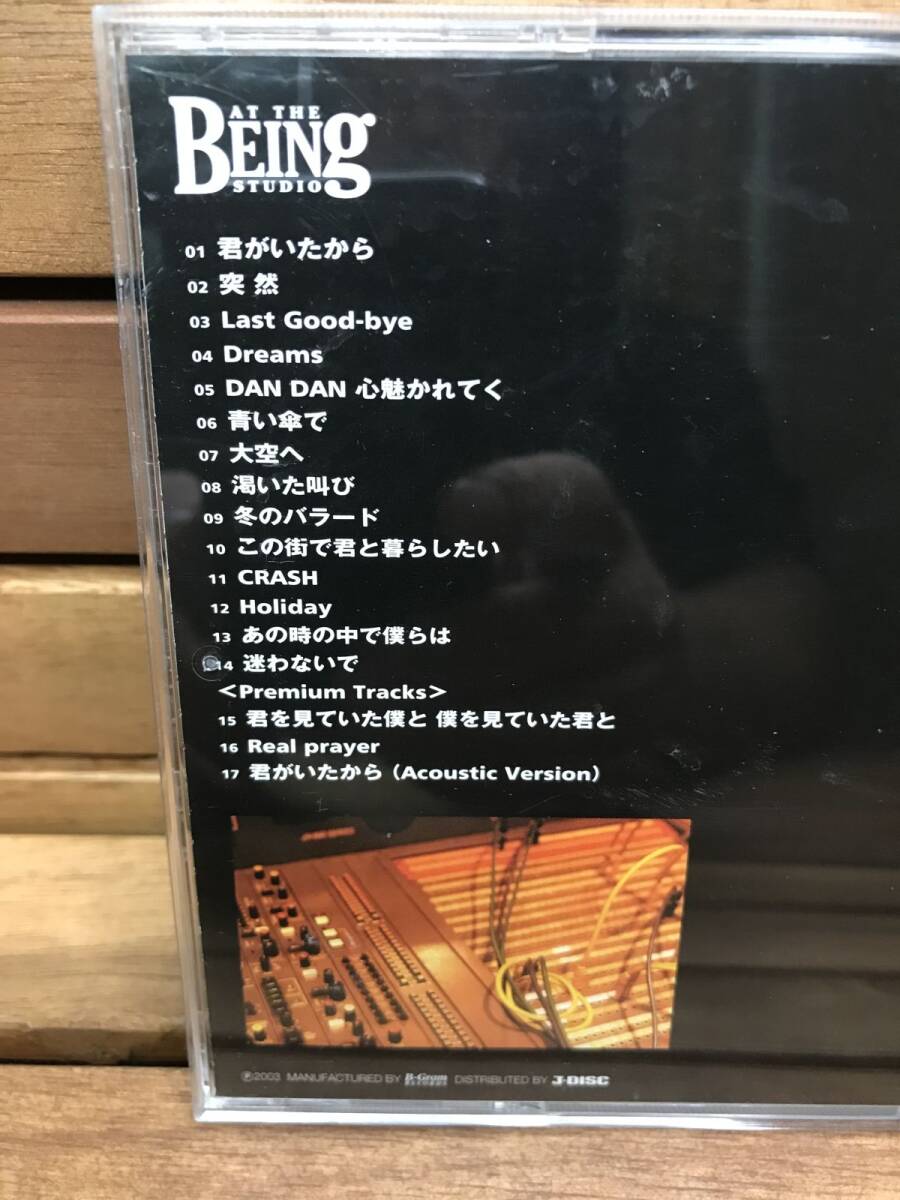 AT THE
BEINg
STUDIO
01 君がいたから
02 突然
03 Last Good-bye
04 Dreams
05 DAN DAN 心魅かれてく
06 青い傘で
07 大空へ
08 渇いた叫び
09 冬のバラード
10 この街で君と暮らしたい
11 CRASH
12 Holiday
13 あの時の中で僕らは
14 迷わないで
<Premium Tracks>
15 君を見ていた僕と 僕を見ていた君と
16 Real prayer
17 君がいたから（Acoustic Version）
℗2003 MANUFACTURED BY B-Gram RECORDS DISTRIBUTED BY J-DISC